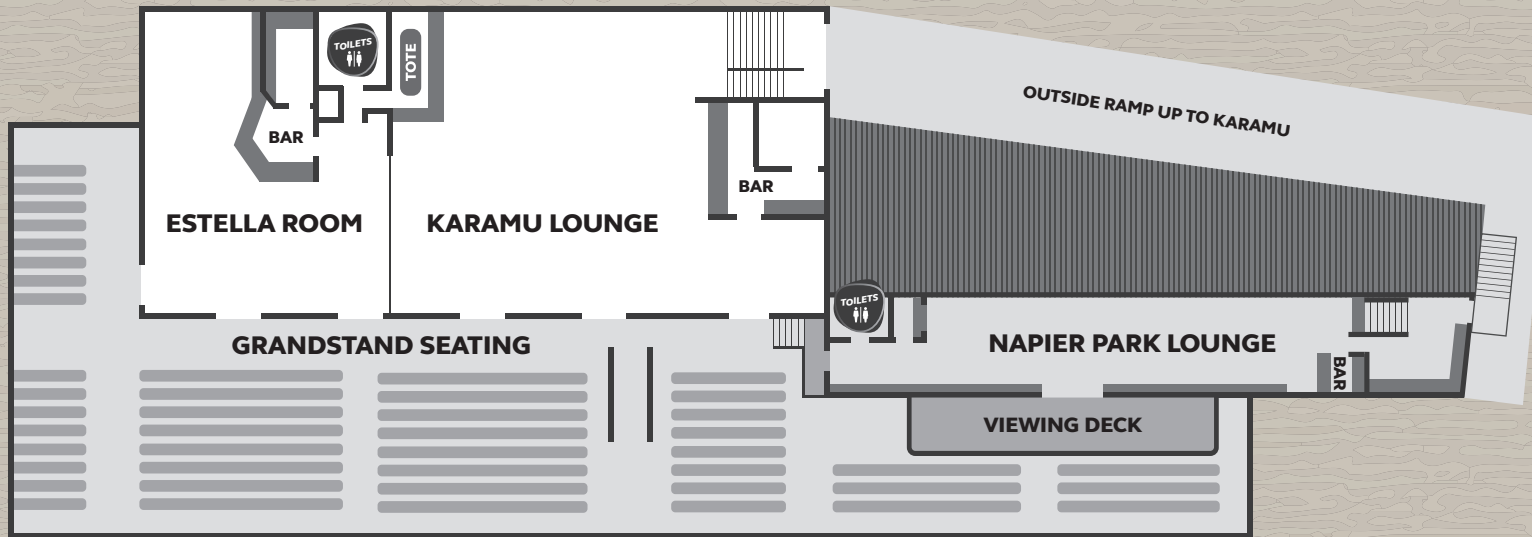 TOILETS
TOTE
OUTSIDE RAMP UP TO KARAMU
BAR
BAR
ESTELLA ROOM
KARAMU LOUNGE
TOILETS
GRANDSTAND SEATING
NAPIER PARK LOUNGE
BAR
VIEWING DECK